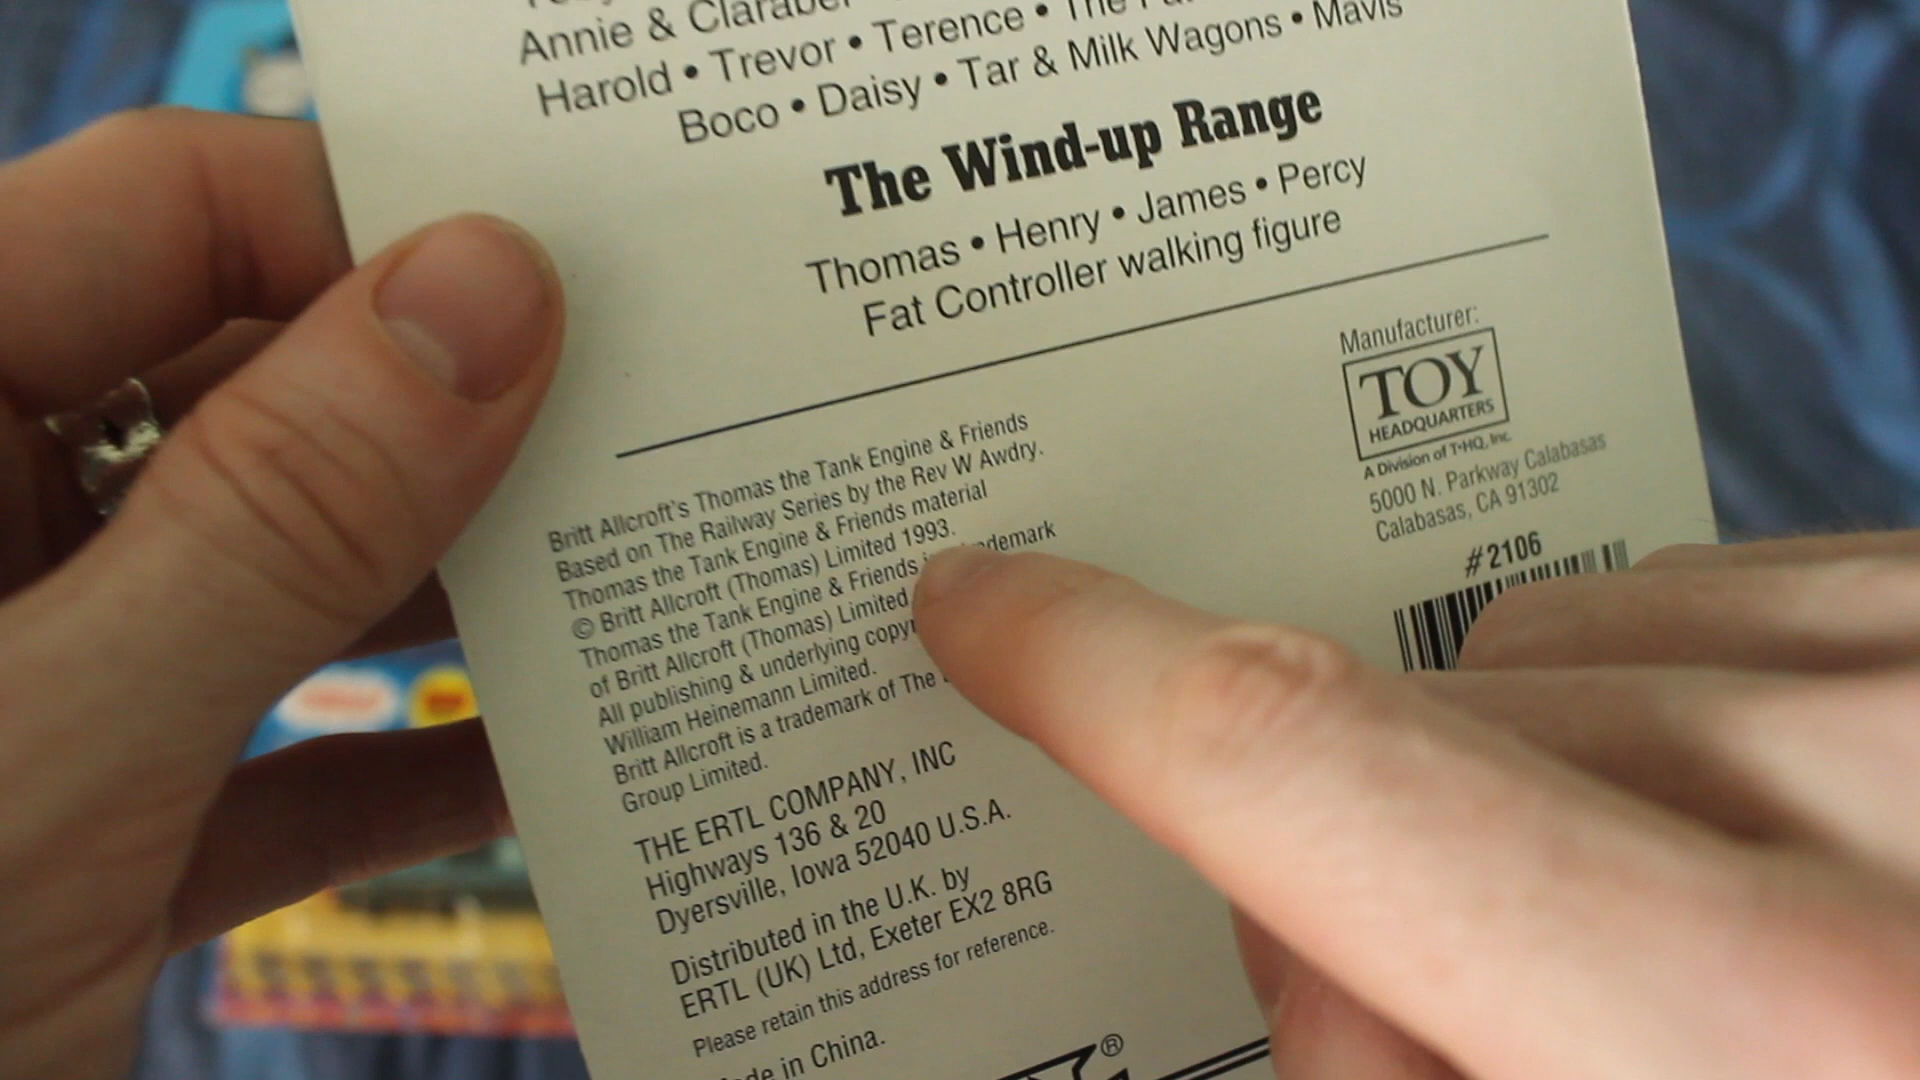 Annie & Clarabel
Harold • Trevor • Terence • The
Boco • Daisy • Tar & Milk Wagons • Mavis
The Wind-up Range
Thomas • Henry • James • Percy
Fat Controller walking figure
Manufacturer:
TOY
HEADQUARTERS
A Division of T•HQ, Inc.
5000 N. Parkway Calabasas
Calabasas, CA 91302
#2106
Britt Allcroft's Thomas the Tank Engine & Friends
Based on The Railway Series by the Rev W Awdry.
Thomas the Tank Engine & Friends material
© Britt Allcroft (Thomas) Limited 1993.
Thomas the Tank Engine & Friends is a trademark
of Britt Allcroft (Thomas) Limited
All publishing & underlying
William Heinemann Limited.
Britt Allcroft is a trademark of The
Group Limited.
THE ERTL COMPANY, INC
Highways 136 & 20
Dyersville, Iowa 52040 U.S.A.
Distributed in the U.K. by
ERTL (UK) Ltd, Exeter EX2 8RG
Please retain this address for reference.
in China.
®